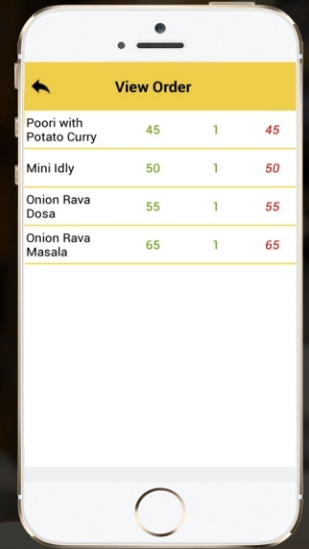 View Order
Poori with
Potato Curry 45 1 45
Mini Idly 50 1 50
Onion Rava
Dosa 55 1 55
Onion Rava
Masala 65 1 65